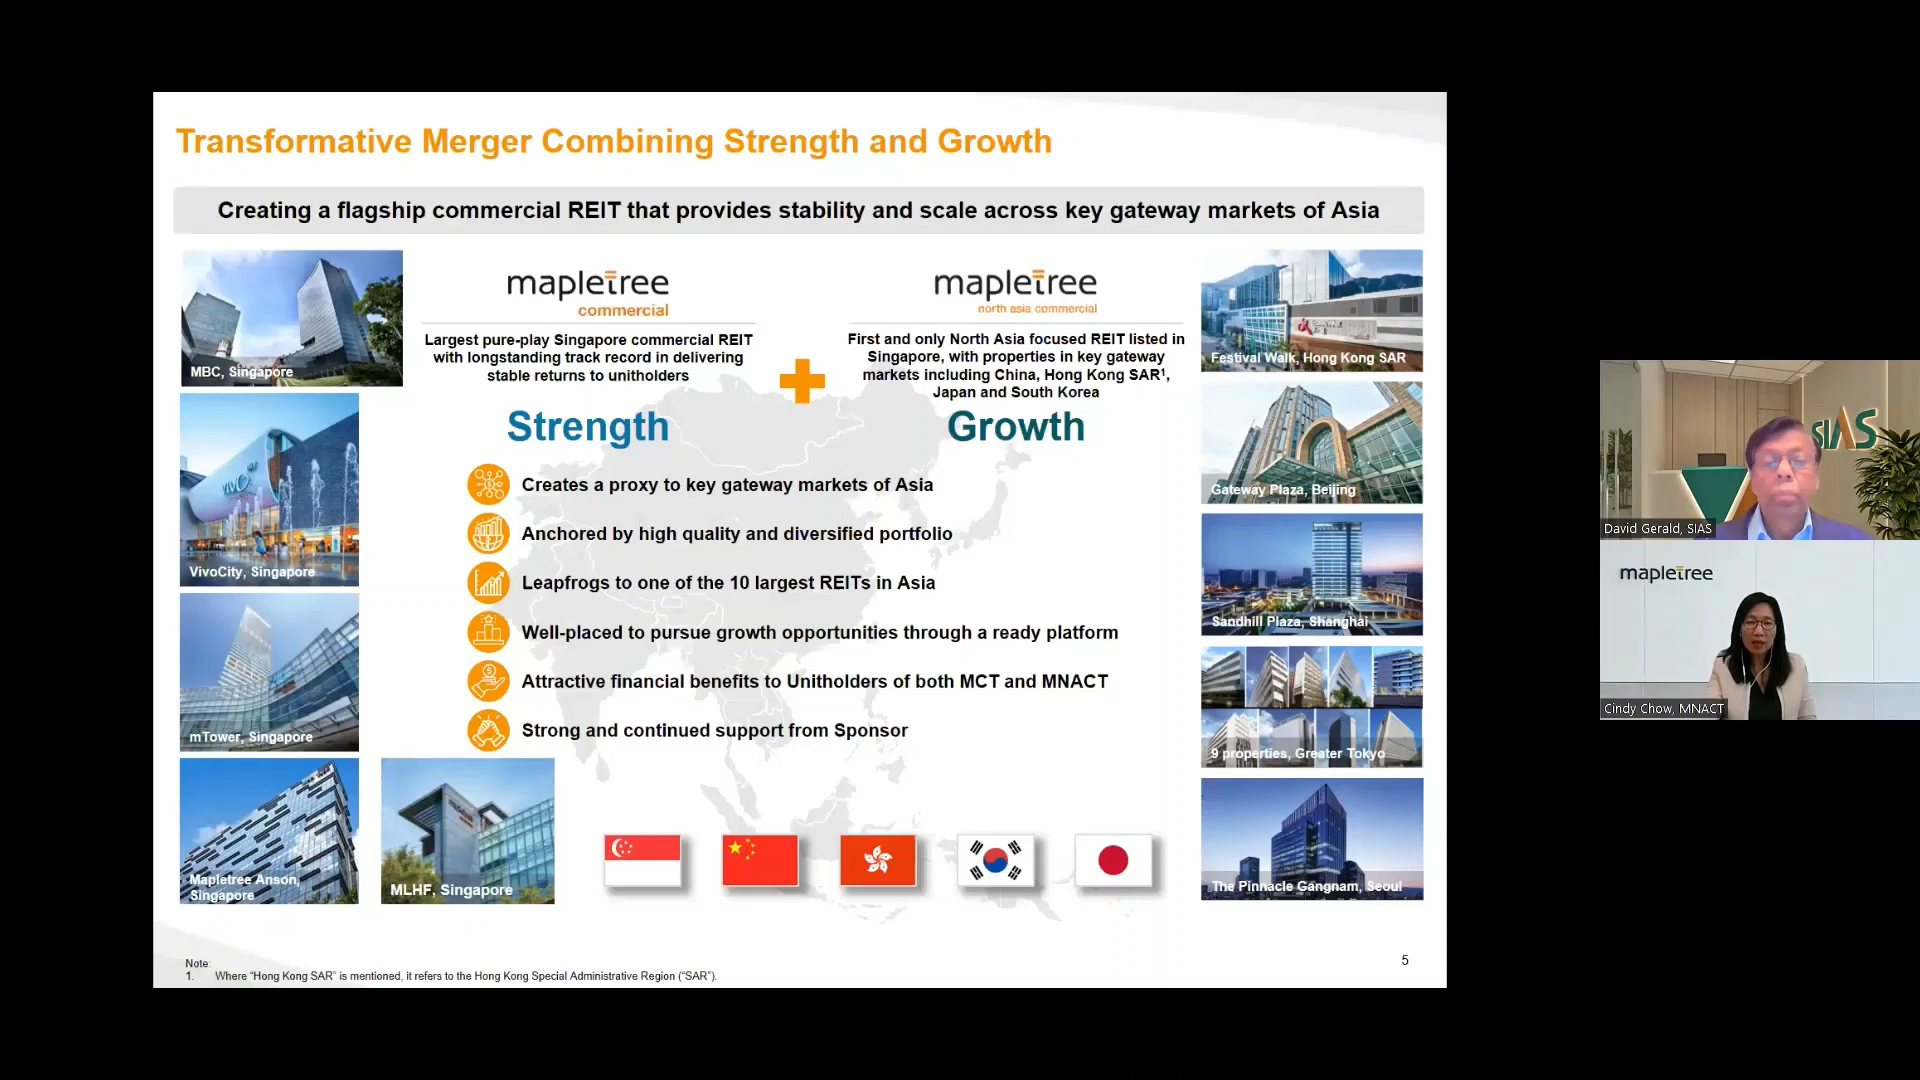 Transformative Merger Combining Strength and Growth
Creating a flagship commercial REIT that provides stability and scale across key gateway markets of Asia
MBC, Singapore
VivoCity, Singapore
mTower, Singapore
Mapletree Anson,
Singapore
MLHF, Singapore
mapletree
commercial
Largest pure-play Singapore commercial REIT
with longstanding track record in delivering
stable returns to unitholders
Strength
mapletree
north asia commercial
First and only North Asia focused REIT listed in
Singapore, with properties in key gateway
markets including China, Hong Kong SAR¹,
Japan and South Korea
Growth
Creates a proxy to key gateway markets of Asia
Anchored by high quality and diversified portfolio
Leapfrogs to one of the 10 largest REITs in Asia
Well-placed to pursue growth opportunities through a ready platform
Attractive financial benefits to Unitholders of both MCT and MNACT
Strong and continued support from Sponsor
Festival Walk, Hong Kong SAR
Gateway Plaza, Beijing
Sandhill Plaza, Shanghai
9 properties, Greater Tokyo
The Pinnacle Gangnam, Seoul
Note:
1. Where “Hong Kong SAR” is mentioned, it refers to the Hong Kong Special Administrative Region (“SAR”).
5
SIAS
David Gerald, SIAS
mapletree
Cindy Chow, MNACT